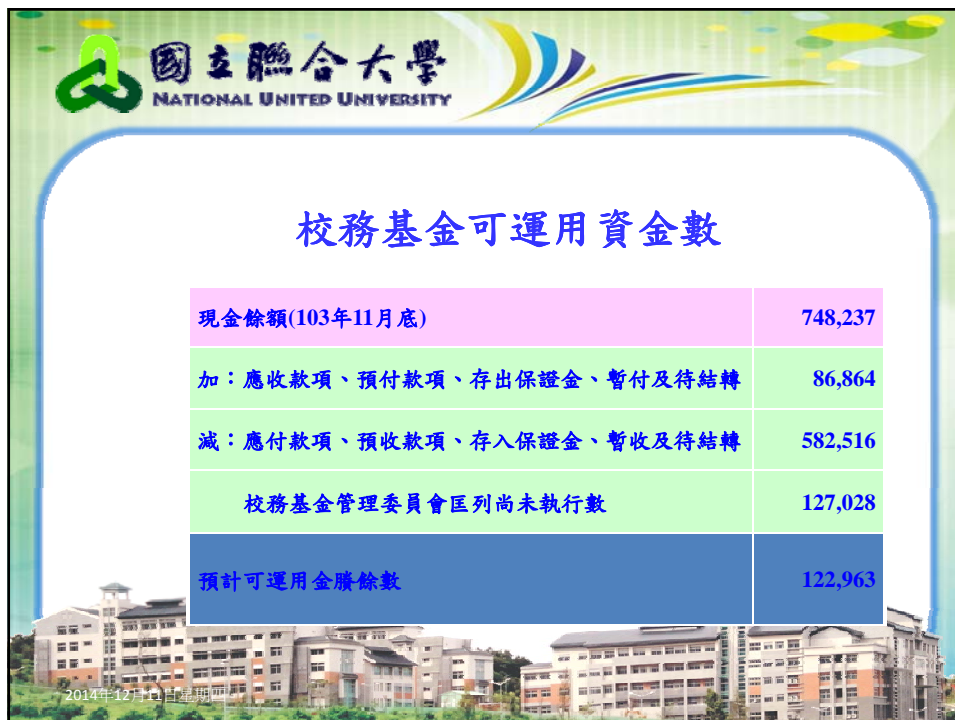 國立聯合大學
NATIONAL UNITED UNIVERSITY
校務基金可運用資金數
現金餘額(103年11月底) 748,237
加：應收款項、預付款項、存出保證金、暫付及待結轉 86,864
減：應付款項、預收款項、存入保證金、暫收及待結轉 582,516
校務基金管理委員會匡列尚未執行數 127,028
預計可運用金賸餘數 122,963
2014年12月11日星期四